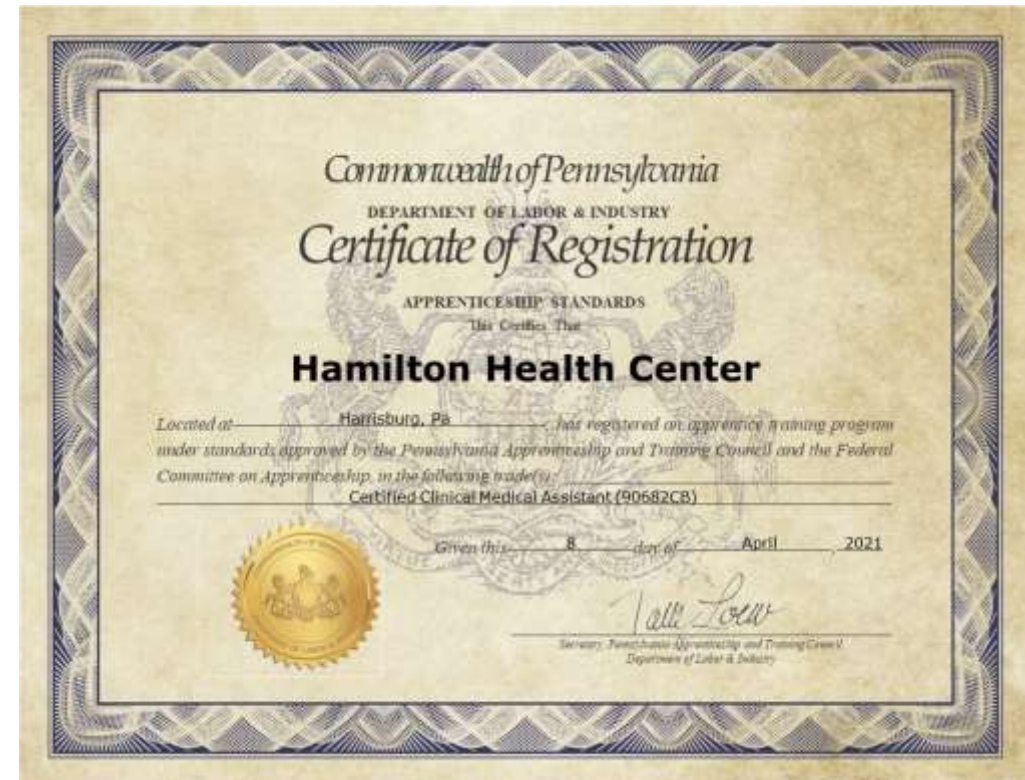 Commonwealth of Pennsylvania
DEPARTMENT OF LABOR & INDUSTRY
Certificate of Registration
APPRENTICESHIP STANDARDS
This Certifies That
Hamilton Health Center
Located at Harrisburg, Pa , has registered an apprentice training program
under standards approved by the Pennsylvania Apprenticeship and Training Council and the Federal
Committee on Apprenticeship, in the following trade(s):
Certified Clinical Medical Assistant (90682CB)
Given this 8 day of April , 2021
Secretary, Pennsylvania Apprenticeship and Training Council
Department of Labor & Industry